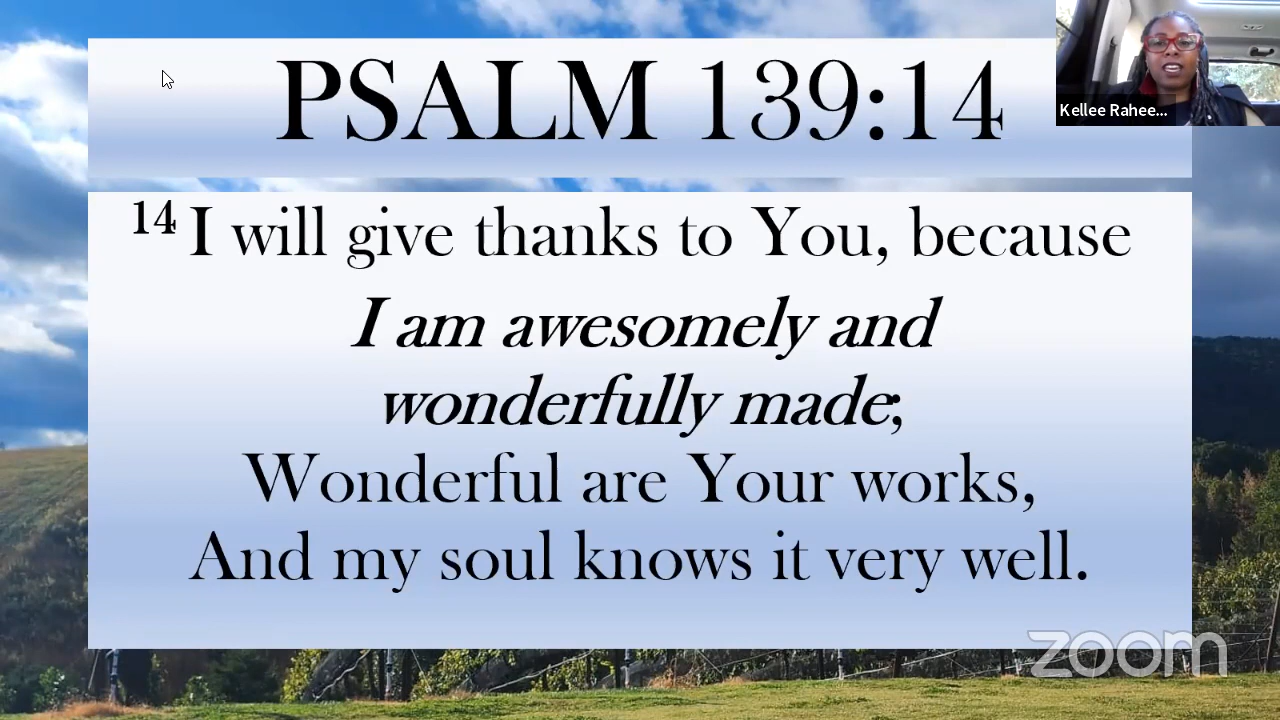 PSALM 139:14
Kellee Rahee...
14 I will give thanks to You, because
I am awesomely and
wonderfully made;
Wonderful are Your works,
And my soul knows it very well.
zoom